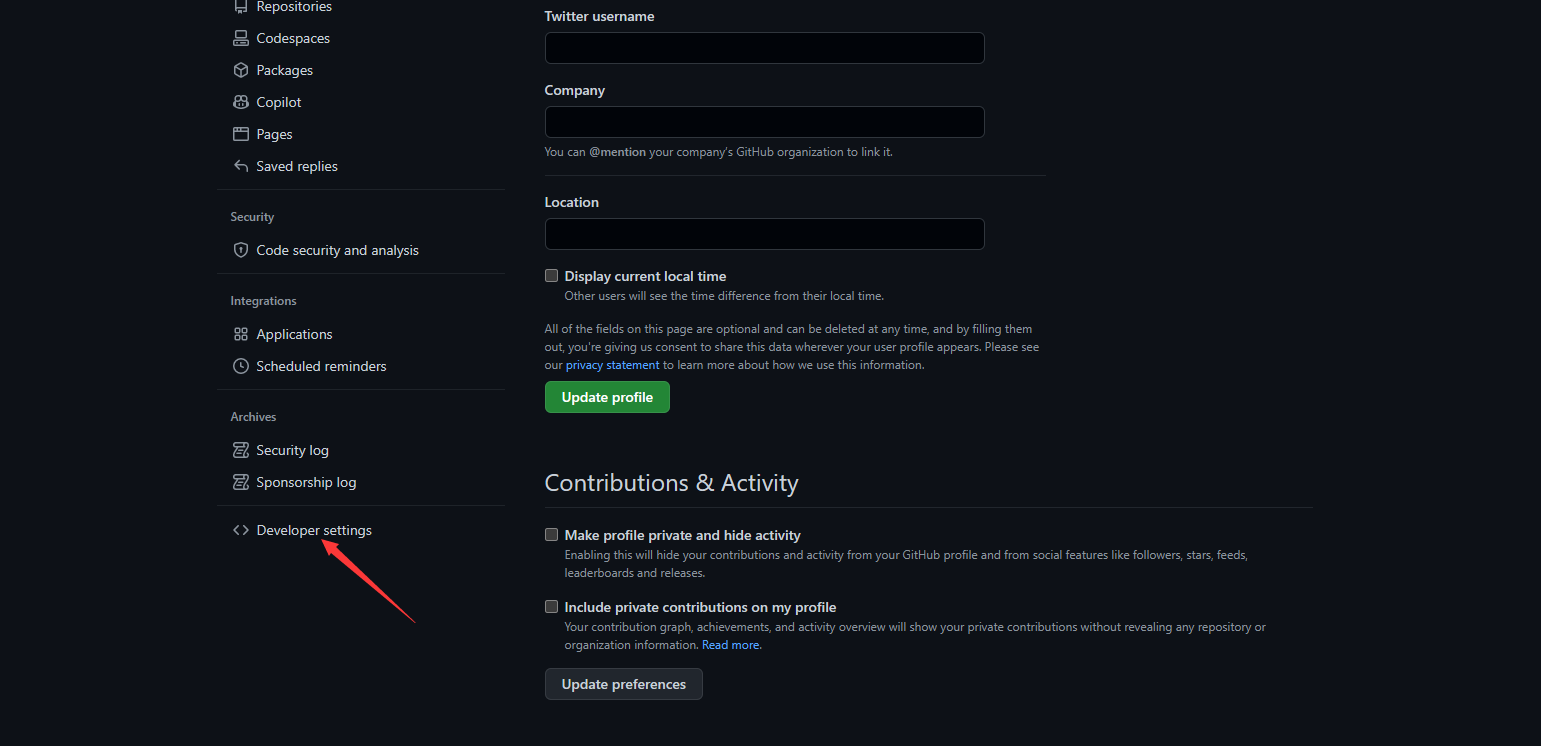 Repositories
Codespaces
Packages
Copilot
Pages
Saved replies
Security
Code security and analysis
Integrations
Applications
Scheduled reminders
Archives
Security log
Sponsorship log
Developer settings
Twitter username
Company
You can @mention your company's GitHub organization to link it.
Location
Display current local time
Other users will see the time difference from their local time.
All of the fields on this page are optional and can be deleted at any time, and by filling them
out, you're giving us consent to share this data wherever your user profile appears. Please see
our privacy statement to learn more about how we use this information.
Update profile
Contributions & Activity
Make profile private and hide activity
Enabling this will hide your contributions and activity from your GitHub profile and from social features like followers, stars, feeds,
leaderboards and releases.
Include private contributions on my profile
Your contribution graph, achievements, and activity overview will show your private contributions without revealing any repository or
organization information. Read more.
Update preferences